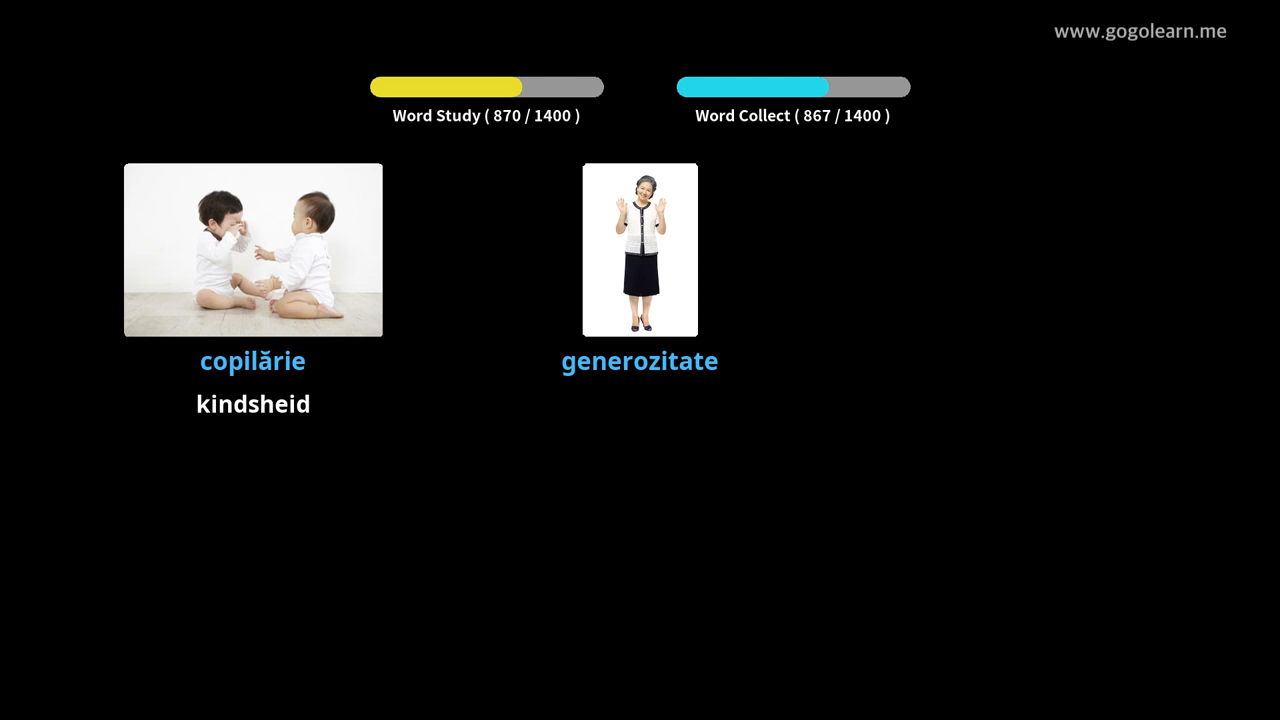 www.gogolearn.me
Word Study ( 870 / 1400 )
Word Collect ( 867 / 1400 )
copilărie
generozitate
kindsheid